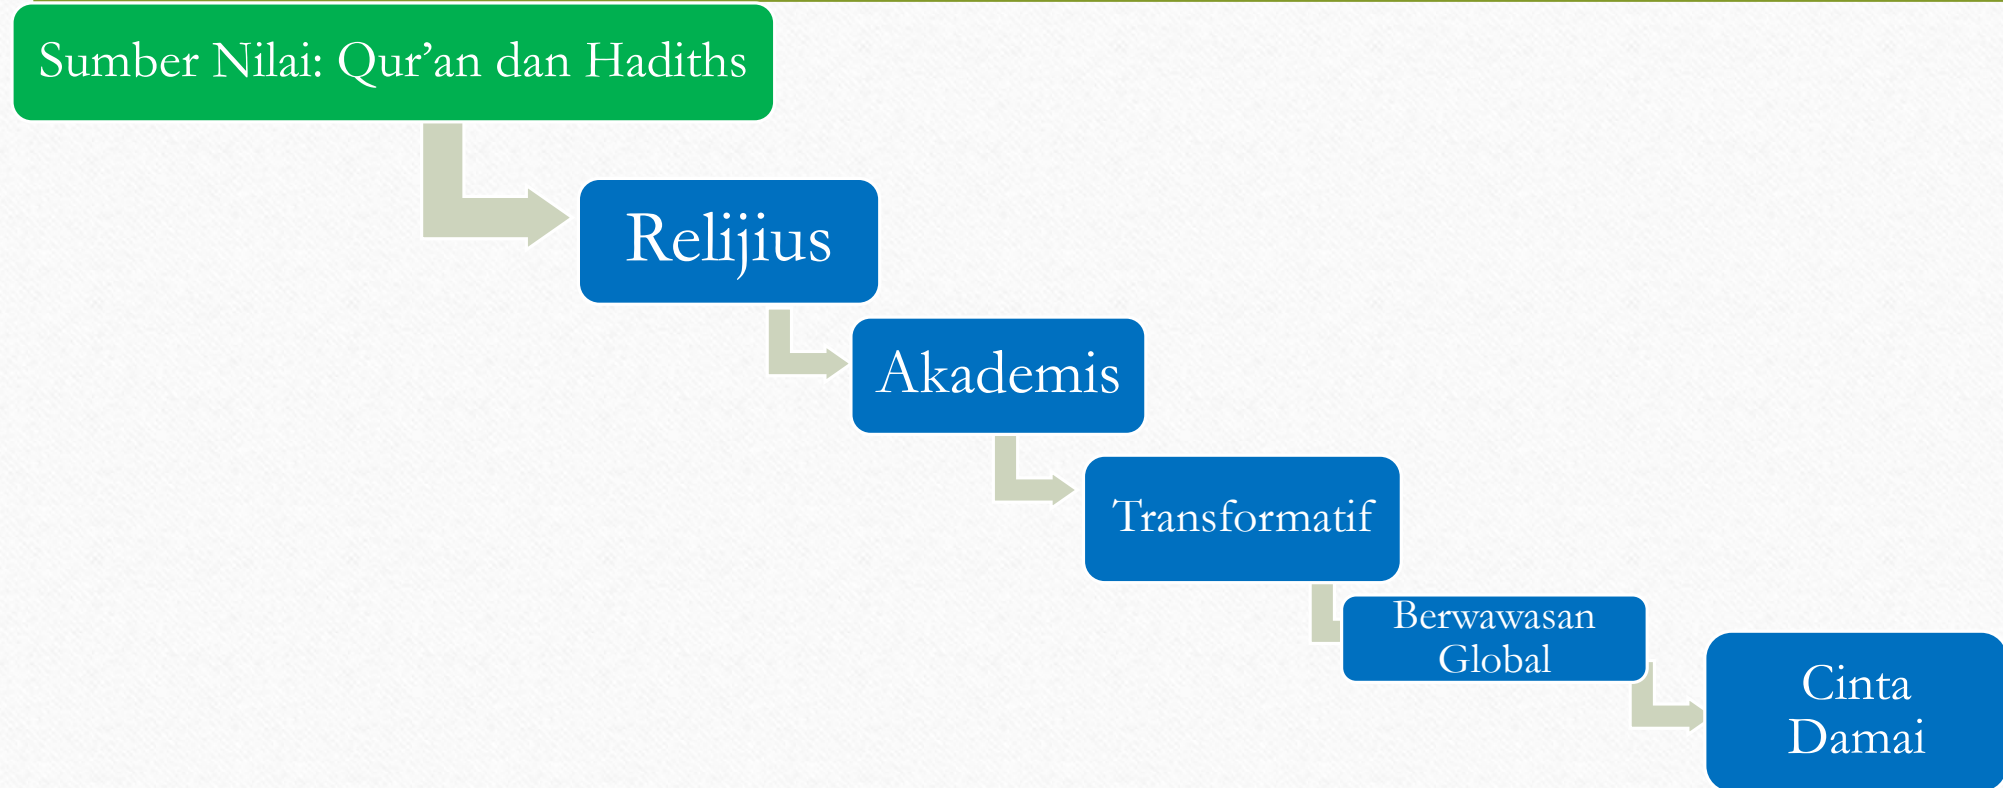 Sumber Nilai: Qur’an dan Hadiths
Relijius
Akademis
Transformatif
Berwawasan
Global
Cinta
Damai